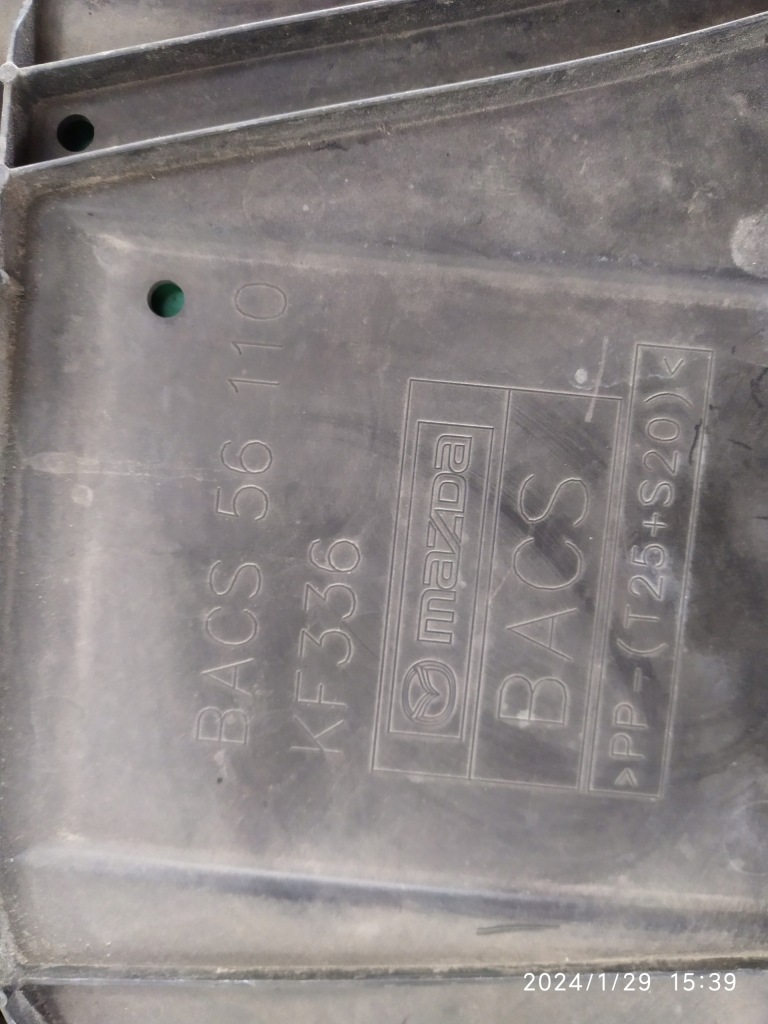 BACS 56 110
KF336
mazda
BACS
>PP-(T25+S20)<
2024/1/29 15:39